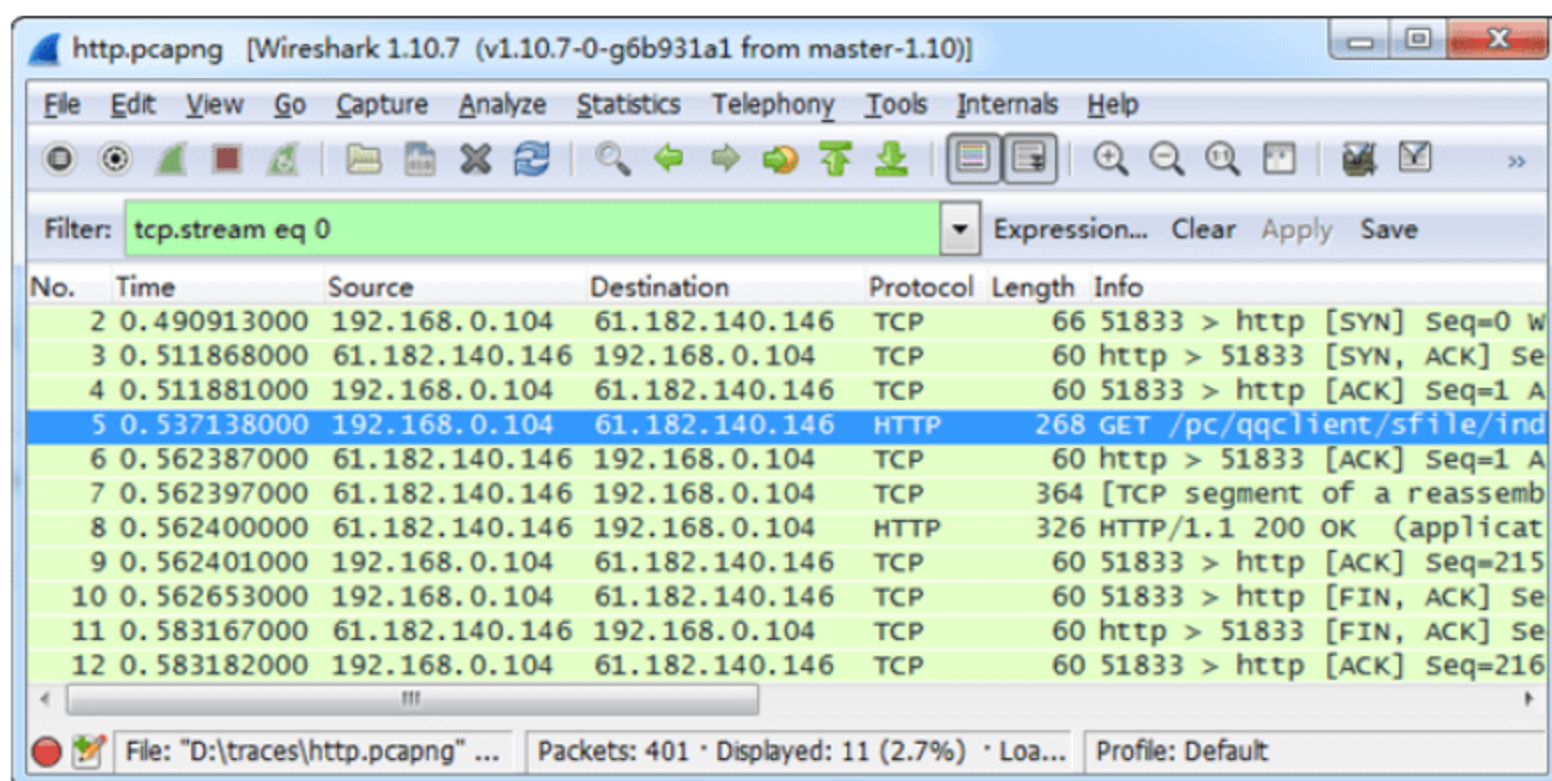 http.pcapng [Wireshark 1.10.7 (v1.10.7-0-g6b931a1 from master-1.10)]
File Edit View Go Capture Analyze Statistics Telephony Tools Internals Help
Filter: tcp.stream eq 0 Expression... Clear Apply Save
No. Time Source Destination Protocol Length Info
2 0.490913000 192.168.0.104 61.182.140.146 TCP 66 51833 > http [SYN] Seq=0 W
3 0.511868000 61.182.140.146 192.168.0.104 TCP 60 http > 51833 [SYN, ACK] Se
4 0.511881000 192.168.0.104 61.182.140.146 TCP 60 51833 > http [ACK] Seq=1 A
5 0.537138000 192.168.0.104 61.182.140.146 HTTP 268 GET /pc/qqclient/sfile/ind
6 0.562387000 61.182.140.146 192.168.0.104 TCP 60 http > 51833 [ACK] Seq=1 A
7 0.562397000 61.182.140.146 192.168.0.104 TCP 364 [TCP segment of a reassemb
8 0.562400000 61.182.140.146 192.168.0.104 HTTP 326 HTTP/1.1 200 OK (applicat
9 0.562401000 192.168.0.104 61.182.140.146 TCP 60 51833 > http [ACK] Seq=215
10 0.562653000 192.168.0.104 61.182.140.146 TCP 60 51833 > http [FIN, ACK] Se
11 0.583167000 61.182.140.146 192.168.0.104 TCP 60 http > 51833 [FIN, ACK] Se
12 0.583182000 192.168.0.104 61.182.140.146 TCP 60 51833 > http [ACK] Seq=216
File: "D:\traces\http.pcapng" ... Packets: 401 · Displayed: 11 (2.7%) · Loa... Profile: Default